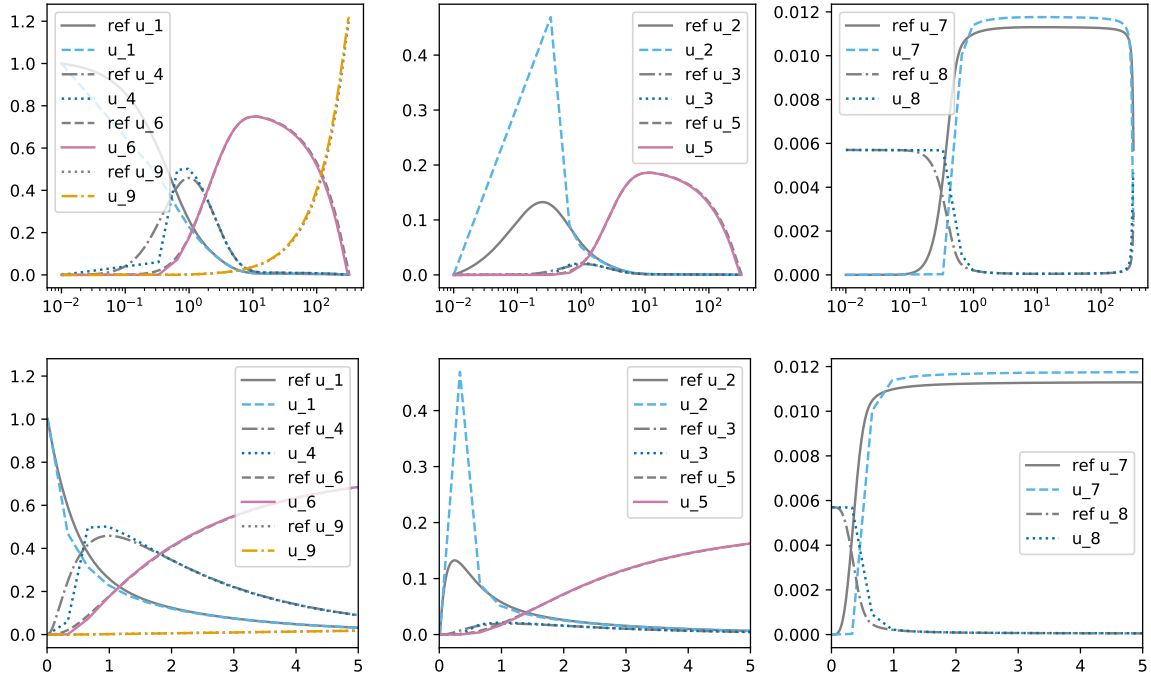 1.2
1.0
0.8
0.6
0.4
0.2
0.0
10⁻²
10⁻¹
10⁰
10¹
10²
ref u_1
u_1
ref u_4
u_4
ref u_6
u_6
ref u_9
u_9
0.4
0.3
0.2
0.1
0.0
10⁻²
10⁻¹
10⁰
10¹
10²
ref u_2
u_2
ref u_3
u_3
ref u_5
u_5
0.012
0.010
0.008
0.006
0.004
0.002
0.000
10⁻²
10⁻¹
10⁰
10¹
10²
ref u_7
u_7
ref u_8
u_8
1.2
1.0
0.8
0.6
0.4
0.2
0.0
0
1
2
3
4
5
ref u_1
u_1
ref u_4
u_4
ref u_6
u_6
ref u_9
u_9
0.4
0.3
0.2
0.1
0.0
0
1
2
3
4
5
ref u_2
u_2
ref u_3
u_3
ref u_5
u_5
0.012
0.010
0.008
0.006
0.004
0.002
0.000
0
1
2
3
4
5
ref u_7
u_7
ref u_8
u_8